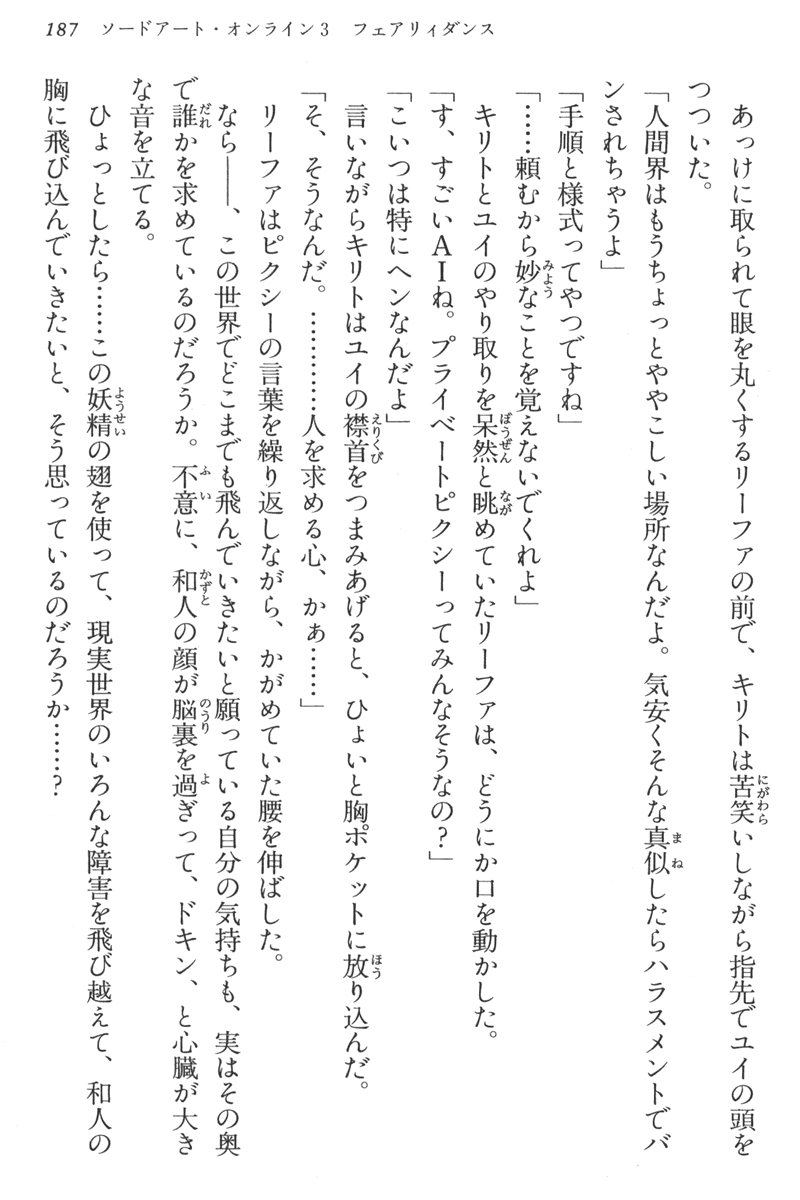 187 ソードアート・オンライン3 フェアリィダンス
　あっけに取られて眼を丸くするリーファの前で、キリトは苦笑いしながら指先でユイの頭を
つついた。
「人間界はもうちょっとややこしい場所なんだよ。気安くそんな真似したらハラスメントでバ
ンされちゃうよ」
「手順と様式ってやつですね」
「……頼むから妙なことを覚えないでくれよ」
　キリトとユイのやり取りを呆然と眺めていたリーファは、どうにか口を動かした。
「す、すごいＡＩね。プライベートピクシーってみんなそうなの？」
「こいつは特にヘンなんだよ」
　言いながらキリトはユイの襟首をつまみあげると、ひょいと胸ポケットに放り込んだ。
「そ、そうなんだ。…………人を求める心、かぁ……」
　リーファはピクシーの言葉を繰り返しながら、かがめていた腰を伸ばした。
　なら――、この世界でどこまでも飛んでいきたいと願っている自分の気持ちも、実はその奥
で誰かを求めているのだろうか。不意に、和人の顔が脳裏を過ぎって、ドキン、と心臓が大き
な音を立てる。
　ひょっとしたら……この妖精の翅を使って、現実世界のいろんな障害を飛び越えて、和人の
胸に飛び込んでいきたいと、そう思っているのだろうか……？